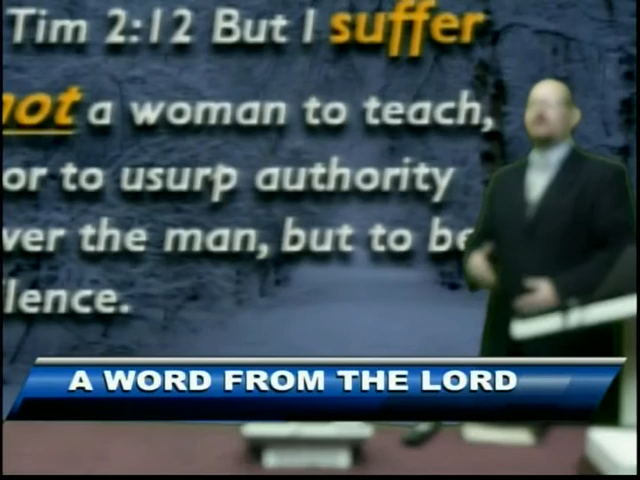 Tim 2:12 But I suffer
not a woman to teach,
or to usurp authority
ver the man, but to be
lence.
A WORD FROM THE LORD